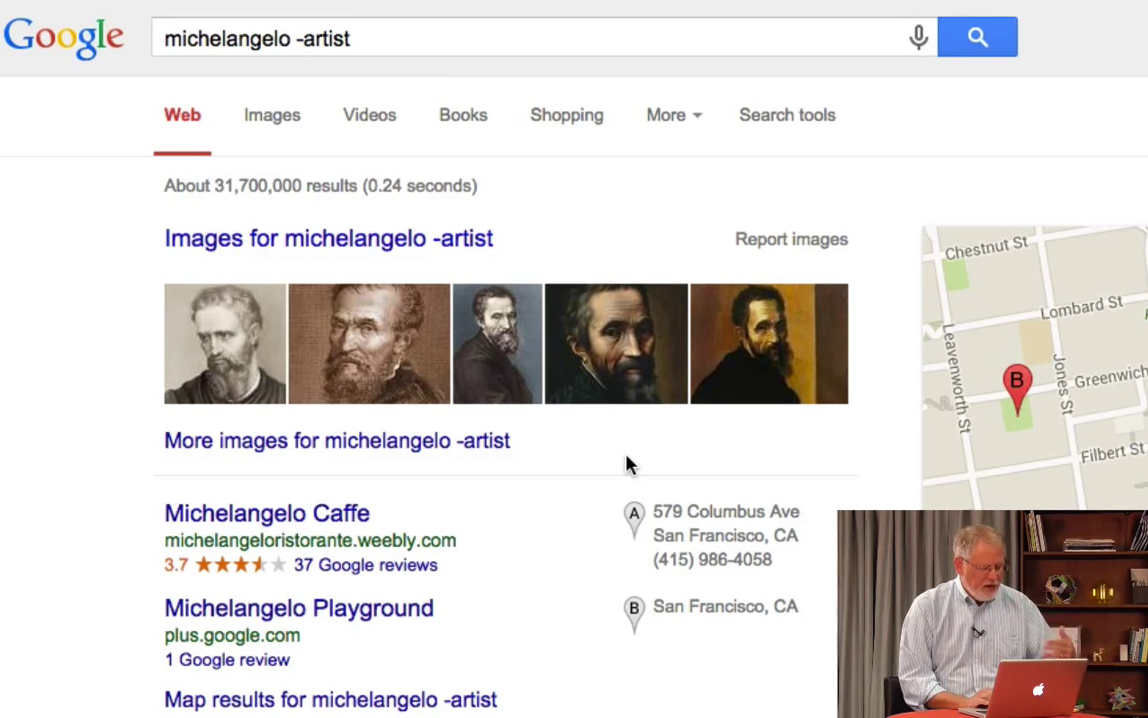 Google
michelangelo -artist
Web Images Videos Books Shopping More Search tools
About 31,700,000 results (0.24 seconds)
Images for michelangelo -artist
Report images
More images for michelangelo -artist
Michelangelo Caffe
michelangeloristorante.weebly.com
3.7 37 Google reviews
A 579 Columbus Ave
San Francisco, CA
(415) 986-4058
Michelangelo Playground
plus.google.com
1 Google review
B San Francisco, CA
Map results for michelangelo -artist
Chestnut St
Lombard St
Leavenworth St
Jones St
B
Greenwich
Filbert St